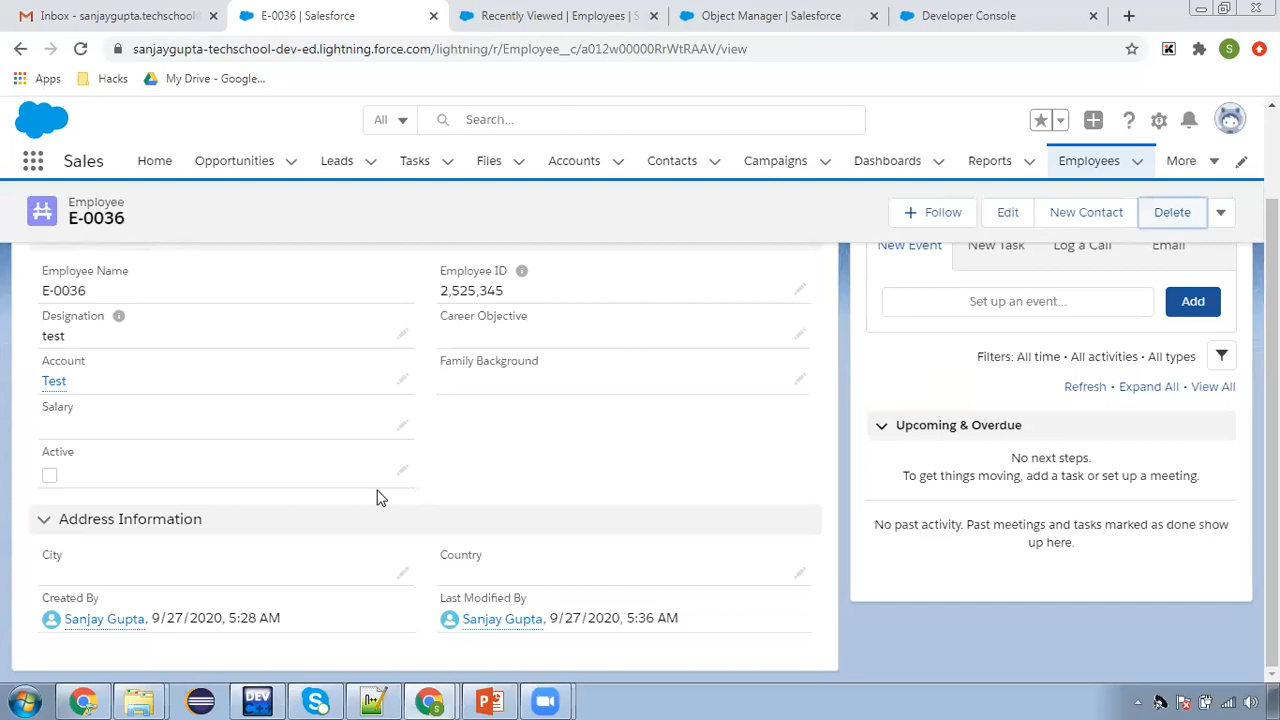 Inbox - sanjaygupta.techschool
E-0036 | Salesforce
Recently Viewed | Employees | S
Object Manager | Salesforce
Developer Console
sanjaygupta-techschool-dev-ed.lightning.force.com/lightning/r/Employee__c/a012w00000RrWtRAAV/view
S
Apps
Hacks
My Drive - Google...
All
Search...
Sales
Home
Opportunities
Leads
Tasks
Files
Accounts
Contacts
Campaigns
Dashboards
Reports
Employees
More
Employee
E-0036
Follow
Edit
New Contact
Delete
New Event
New Task
Log a Call
Email
Employee Name
E-0036
Employee ID
2,525,345
Designation
test
Career Objective
Account
Test
Family Background
Salary
Active
Address Information
City
Country
Created By
Sanjay Gupta, 9/27/2020, 5:28 AM
Last Modified By
Sanjay Gupta, 9/27/2020, 5:36 AM
Set up an event...
Add
Filters: All time • All activities • All types
Refresh • Expand All • View All
Upcoming & Overdue
No next steps.
To get things moving, add a task or set up a meeting.
No past activity. Past meetings and tasks marked as done show
up here.
DEV
C++